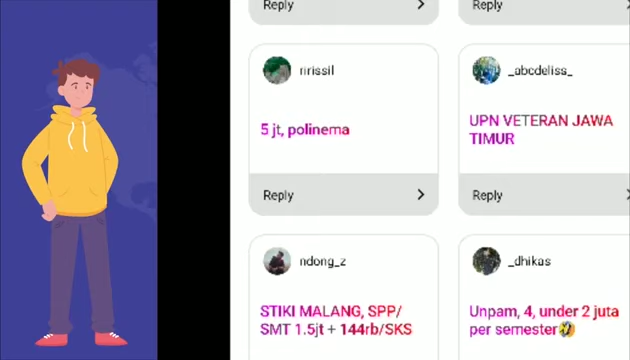 Reply
Reply
ririssil
_abcdeliss_
5 jt, polinema
UPN VETERAN JAWA
TIMUR
Reply
Reply
ndong_z
_dhikas
STIKI MALANG, SPP/
SMT 1.5jt + 144rb/SKS
Unpam, 4, under 2 juta
per semester🤣